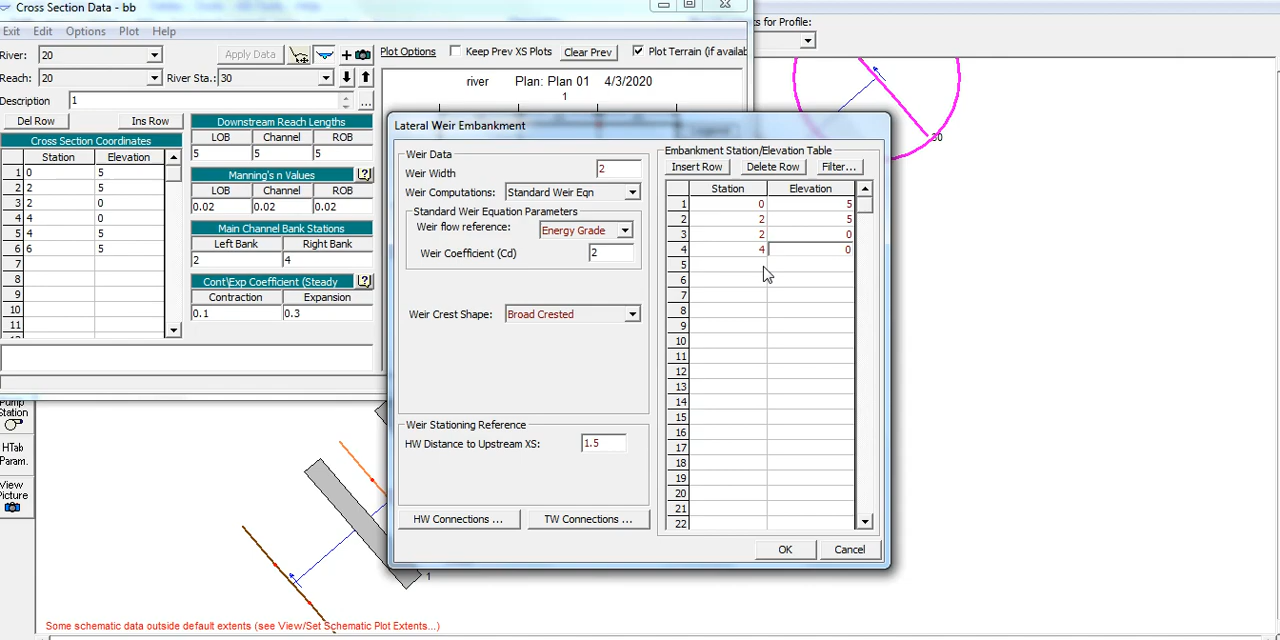 Cross Section Data - bb
Exit Edit Options Plot Help
River: 20 Apply Data
Reach: 20 River Sta.: 30
Description 1 ...
Del Row Ins Row
Cross Section Coordinates
Station Elevation
1 0 5
2 2 5
3 2 0
4 4 0
5 4 5
6 6 5
7
8
9
10
11
Downstream Reach Lengths
LOB Channel ROB
5 5 5
Manning's n Values ?
LOB Channel ROB
0.02 0.02 0.02
Main Channel Bank Stations
Left Bank Right Bank
2 4
Cont\Exp Coefficient (Steady ?
Contraction Expansion
0.1 0.3
Plot Options Keep Prev XS Plots Clear Prev Plot Terrain (if availab
river Plan: Plan 01 4/3/2020
1
for Profile:
30
Lateral Weir Embankment
Weir Data
Weir Width 2
Weir Computations: Standard Weir Eqn
Standard Weir Equation Parameters
Weir flow reference: Energy Grade
Weir Coefficient (Cd) 2
Weir Crest Shape: Broad Crested
Weir Stationing Reference
HW Distance to Upstream XS: 1.5
HW Connections ... TW Connections ...
Embankment Station/Elevation Table
Insert Row Delete Row Filter...
Station Elevation
1 0 5
2 2 5
3 2 0
4 4 0
5
6
7
8
9
10
11
12
13
14
15
16
17
18
19
20
21
22
OK Cancel
Pump
Station
HTab
Param.
View
Picture
1
Some schematic data outside default extents (see View/Set Schematic Plot Extents...)